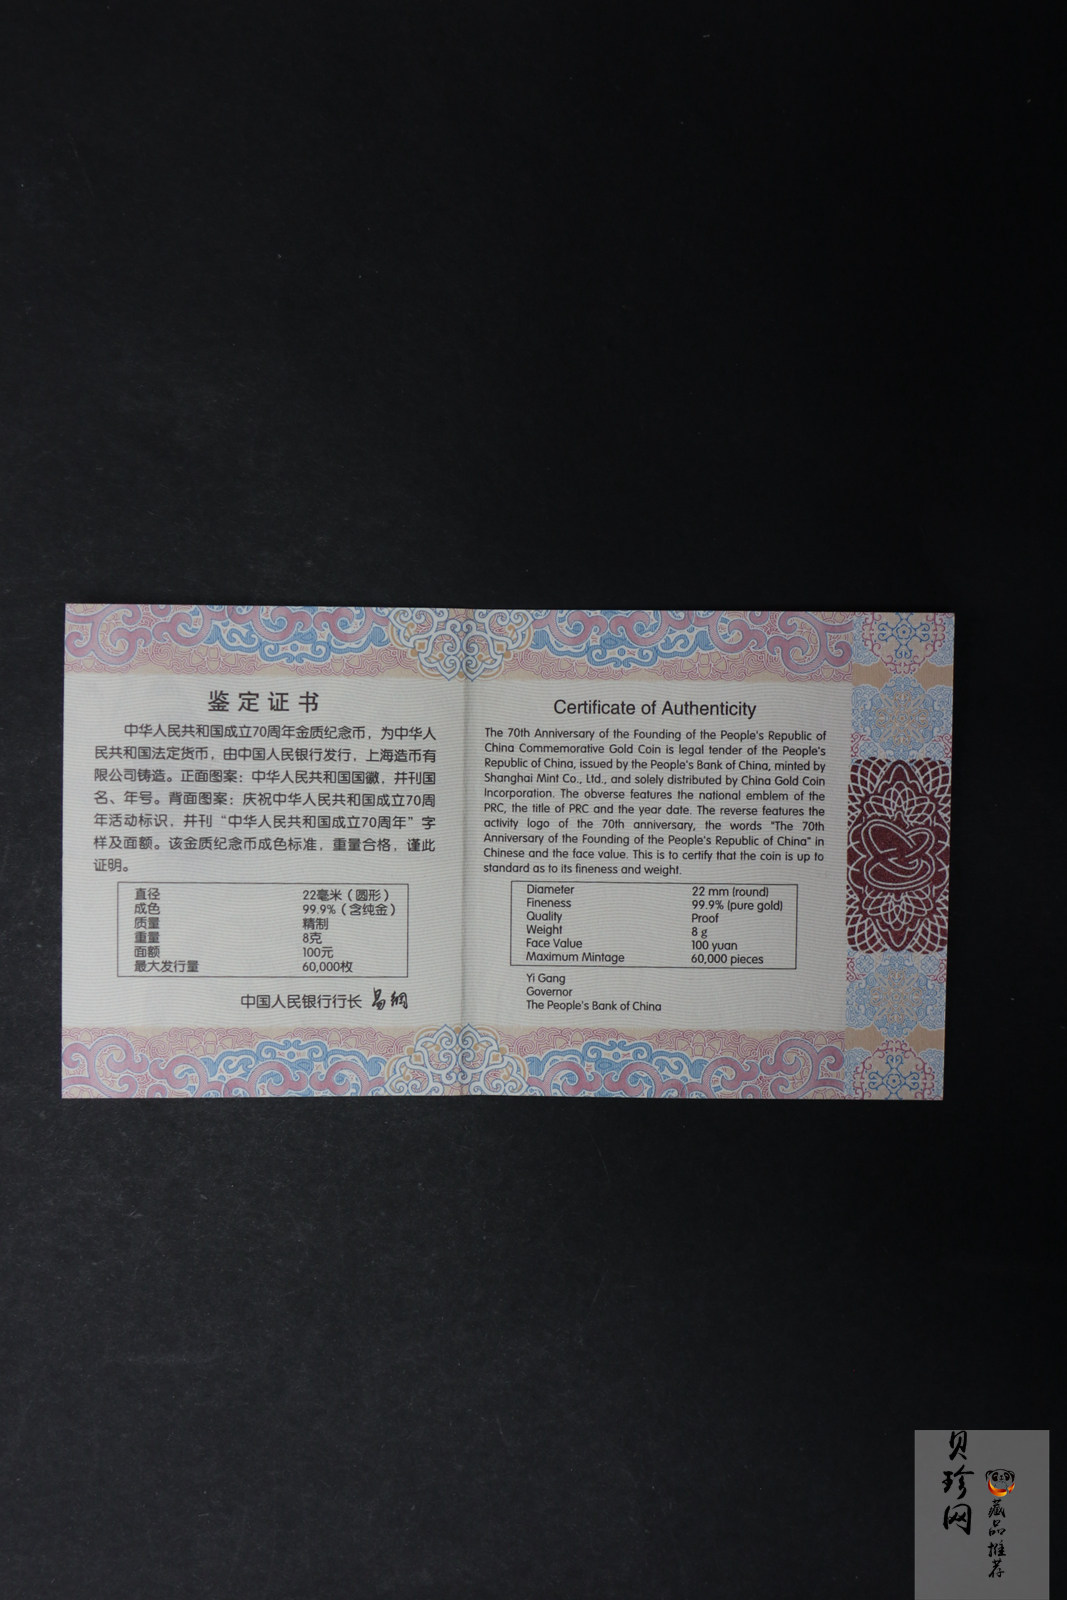 鉴定证书
中华人民共和国成立70周年金质纪念币，为中华人
民共和国法定货币，由中国人民银行发行，上海造币有
限公司铸造。正面图案：中华人民共和国国徽，并刊国
名、年号。背面图案：庆祝中华人民共和国成立70周
年活动标识，并刊“中华人民共和国成立70周年”字
样及面额。该金质纪念币成色标准，重量合格，谨此
证明。
直径 22毫米（圆形）
成色 99.9%（含纯金）
质量 精制
重量 8克
面额 100元
最大发行量 60,000枚
中国人民银行行长 易纲
Certificate of Authenticity
The 70th Anniversary of the Founding of the People's Republic of
China Commemorative Gold Coin is legal tender of the People's
Republic of China, issued by the People's Bank of China, minted by
Shanghai Mint Co., Ltd., and solely distributed by China Gold Coin
Incorporation. The obverse features the national emblem of the
PRC, the title of PRC and the year date. The reverse features the
activity logo of the 70th anniversary, the words "The 70th
Anniversary of the Founding of the People's Republic of China" in
Chinese and the face value. This is to certify that the coin is up to
standard as to its fineness and weight.
Diameter 22 mm (round)
Fineness 99.9% (pure gold)
Quality Proof
Weight 8 g
Face Value 100 yuan
Maximum Mintage 60,000 pieces
Yi Gang
Governor
The People's Bank of China
贝珍网
藏品推荐